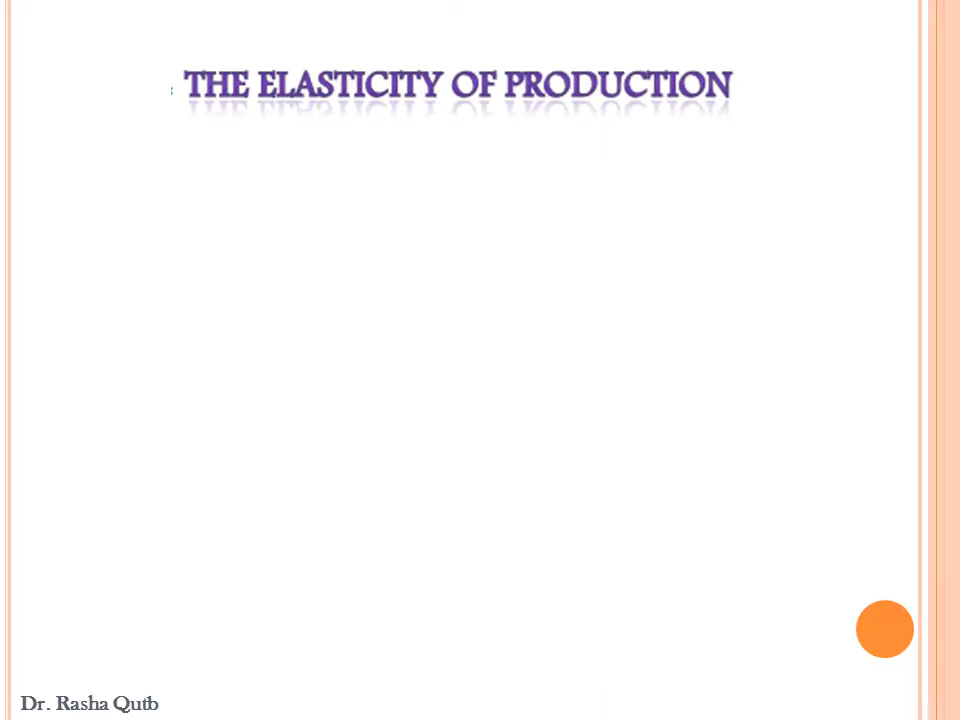 THE ELASTICITY OF PRODUCTION
Dr. Rasha Qutb